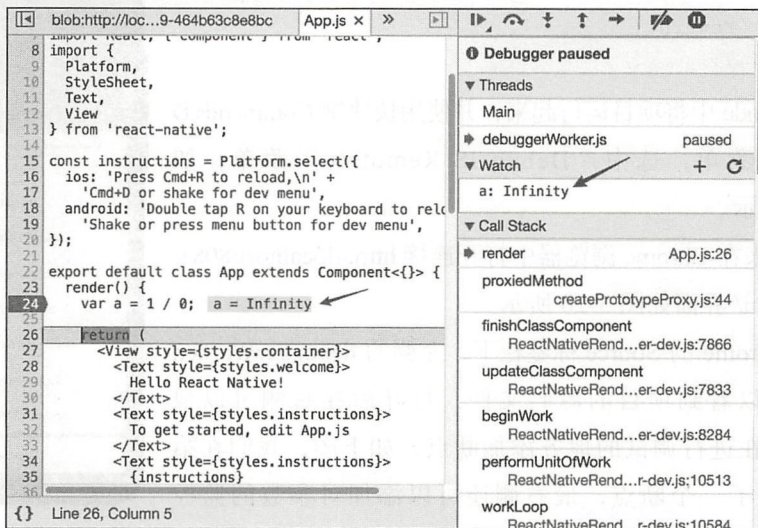 blob:http://loc...9-464b63c8e8bc App.js × »
7 import React, { Component } from 'react';
8 import {
9 Platform,
10 StyleSheet,
11 Text,
12 View
13 } from 'react-native';
14
15 const instructions = Platform.select({
16 ios: 'Press Cmd+R to reload,\n' +
17 'Cmd+D or shake for dev menu',
18 android: 'Double tap R on your keyboard to relo
19 'Shake or press menu button for dev menu',
20 });
21
22 export default class App extends Component<{}> {
23 render() {
24 var a = 1 / 0; a = Infinity
25
26 return (
27 <View style={styles.container}>
28 <Text style={styles.welcome}>
29 Hello React Native!
30 </Text>
31 <Text style={styles.instructions}>
32 To get started, edit App.js
33 </Text>
34 <Text style={styles.instructions}>
35 {instructions}
36
{} Line 26, Column 5
Debugger paused
Threads
Main
debuggerWorker.js paused
Watch + C
a: Infinity
Call Stack
render App.js:26
proxiedMethod
createPrototypeProxy.js:44
finishClassComponent
ReactNativeRend...er-dev.js:7866
updateClassComponent
ReactNativeRend...er-dev.js:7833
beginWork
ReactNativeRend...er-dev.js:8284
performUnitOfWork
ReactNativeRend...r-dev.js;10513
workLoop
ReactNativeRend...r-dev.js:10584